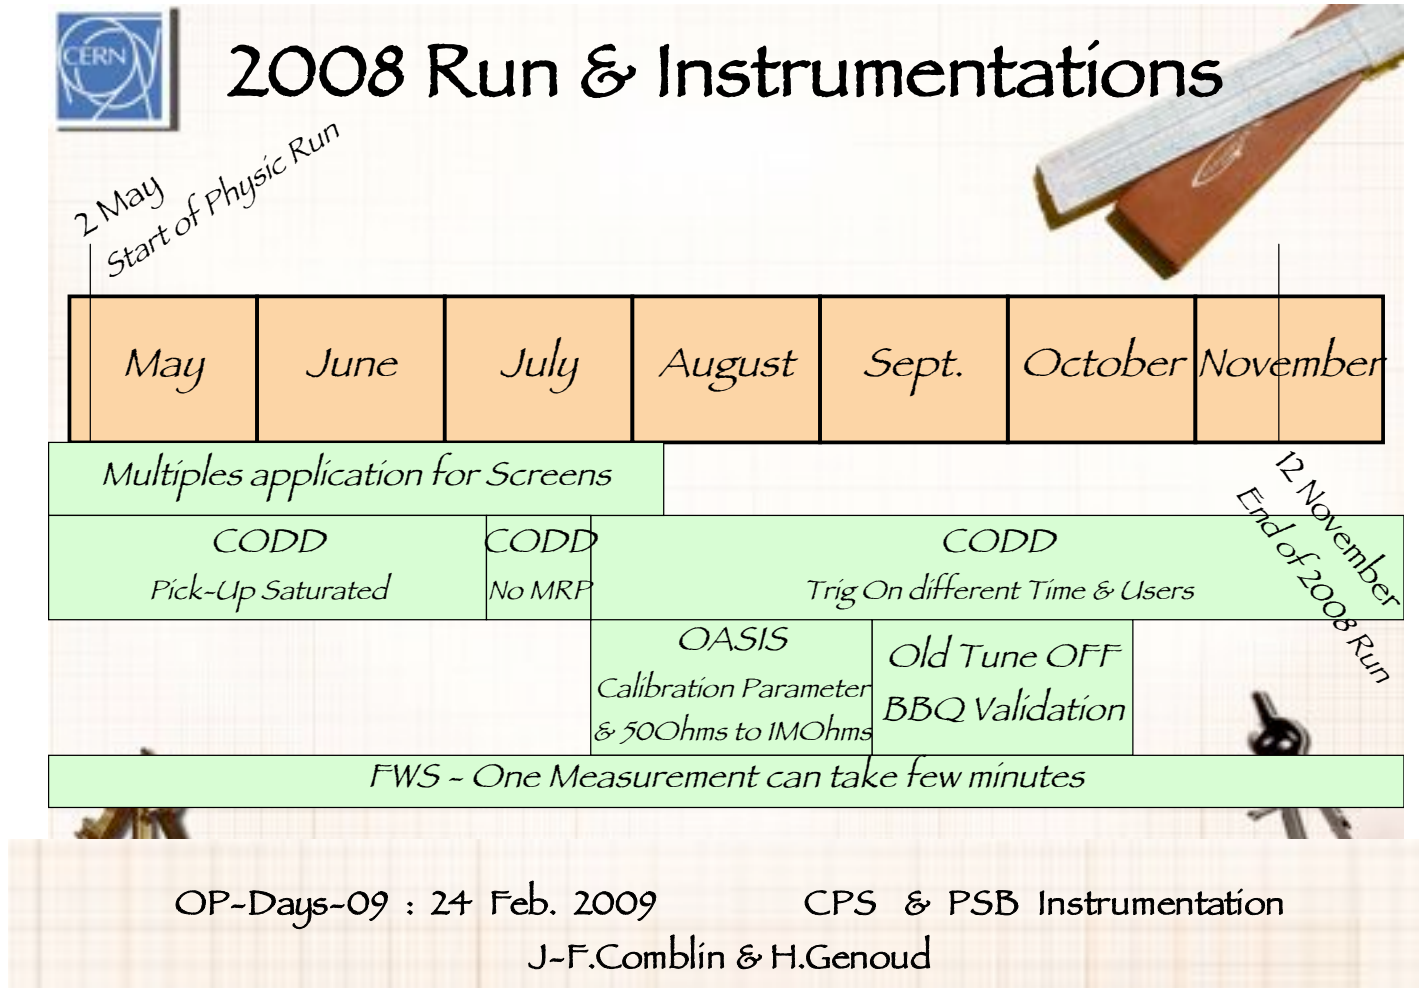 CERN
2008 Run & Instrumentations
2 May
Start of Physic Run
May
June
July
August
Sept.
October
November
Multiples application for Screens
12 November
End of 2008 Run
CODD
Pick-Up Saturated
CODD
No MRP
CODD
Trig On different Time & Users
OASIS
Calibration Parameter
& 50Ohms to 1MOhms
Old Tune OFF
BBQ Validation
FWS - One Measurement can take few minutes
OP-Days-09 : 24 Feb. 2009
CPS & PSB Instrumentation
J-F.Comblin & H.Genoud